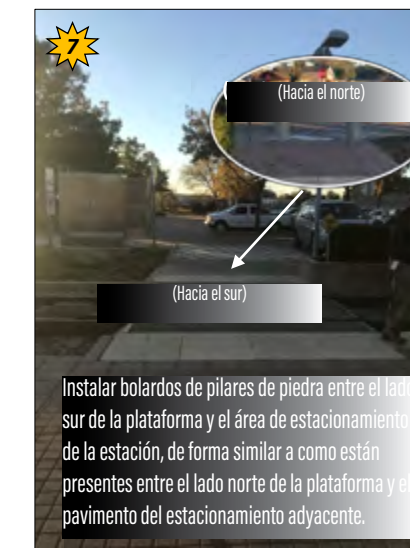 7
(Hacia el norte)
(Hacia el sur)
Instalar bolardos de pilares de piedra entre el lado
sur de la plataforma y el área de estacionamiento
de la estación, de forma similar a como están
presentes entre el lado norte de la plataforma y el
pavimento del estacionamiento adyacente.